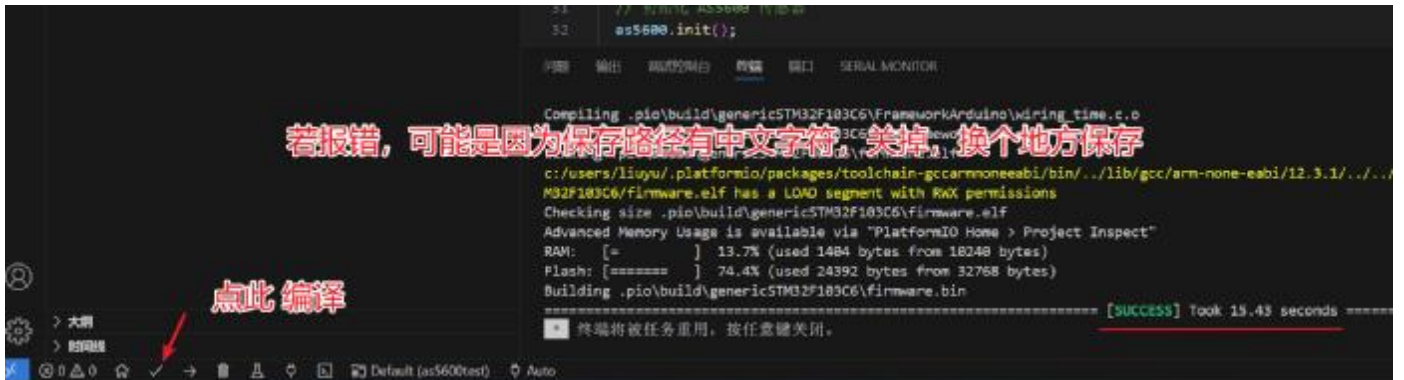 31
32 as5600.init();
问题 输出 调试控制台 终端 端口 SERIAL MONITOR
Compiling .pio\build\genericSTM32F103C6\FrameworkArduino\wiring_time.c.o
若报错，可能是因为保存路径有中文字符，关掉，换个地方保存
c:/users/liuyu/.platformio/packages/toolchain-gccarmnoneeabi/bin/../lib/gcc/arm-none-eabi/12.3.1/../../
M32F103C6/firmware.elf has a LOAD segment with RWX permissions
Checking size .pio\build\genericSTM32F103C6\firmware.elf
Advanced Memory Usage is available via "PlatformIO Home > Project Inspect"
RAM: [= ] 13.7% (used 1404 bytes from 10240 bytes)
Flash: [======= ] 74.4% (used 24392 bytes from 32768 bytes)
Building .pio\build\genericSTM32F103C6\firmware.bin
点此 编译
[SUCCESS] Took 15.43 seconds
> 大纲
* 终端将被任务重用，按任意键关闭。
> 时间线
0 0 Default (as5600test) Auto